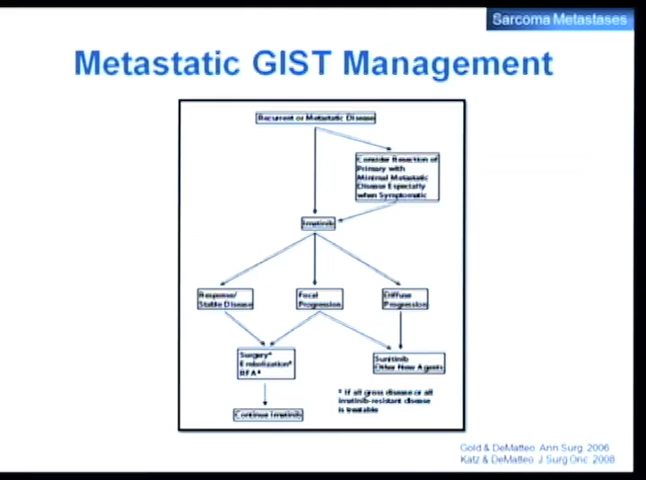 Sarcoma Metastases
Metastatic GIST Management
Recurrent or Metastatic Disease
Consider Resection of
Primary with
Minimal Metastatic
Disease Especially
when Symptomatic
Imatinib
Response/
Stable Disease
Focal
Progression
Diffuse
Progression
Surgery*
Embolization*
RFA*
Sunitinib
Other New Agents
* If all gross disease or all
imatinib-resistant disease
is treatable
Continue Imatinib
Gold & DeMatteo. Ann Surg. 2006
Katz & DeMatteo. J Surg Onc. 2008